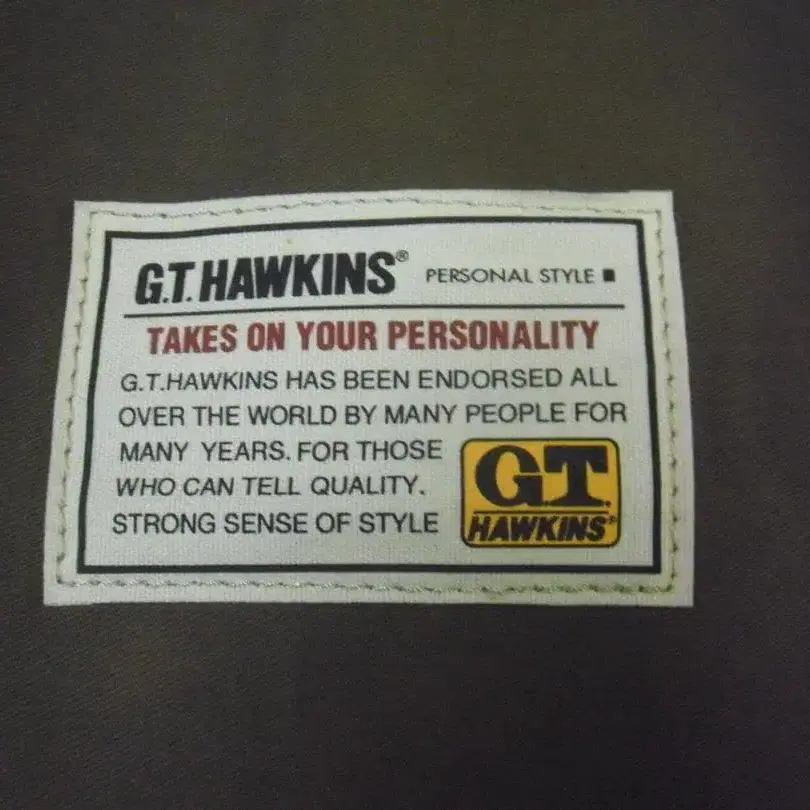 G.T. HAWKINS® PERSONAL STYLE ■
TAKES ON YOUR PERSONALITY
G.T.HAWKINS HAS BEEN ENDORSED ALL
OVER THE WORLD BY MANY PEOPLE FOR
MANY YEARS. FOR THOSE
WHO CAN TELL QUALITY.
STRONG SENSE OF STYLE
G.T.
HAWKINS®